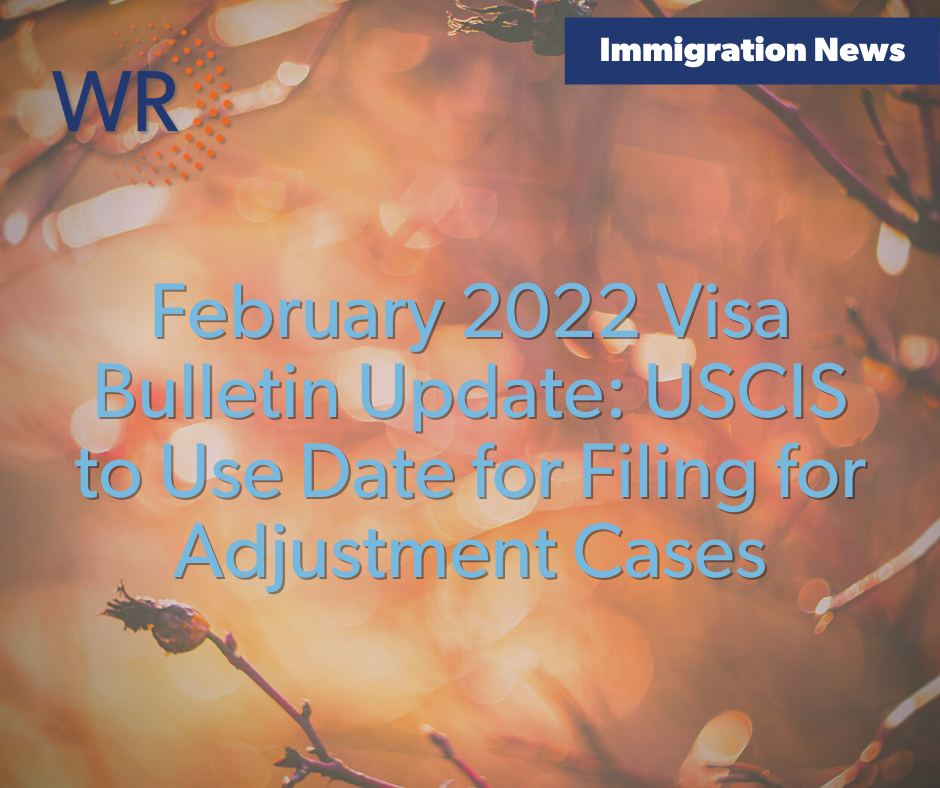 Immigration News
WR
February 2022 Visa
Bulletin Update: USCIS
to Use Date for Filing for
Adjustment Cases